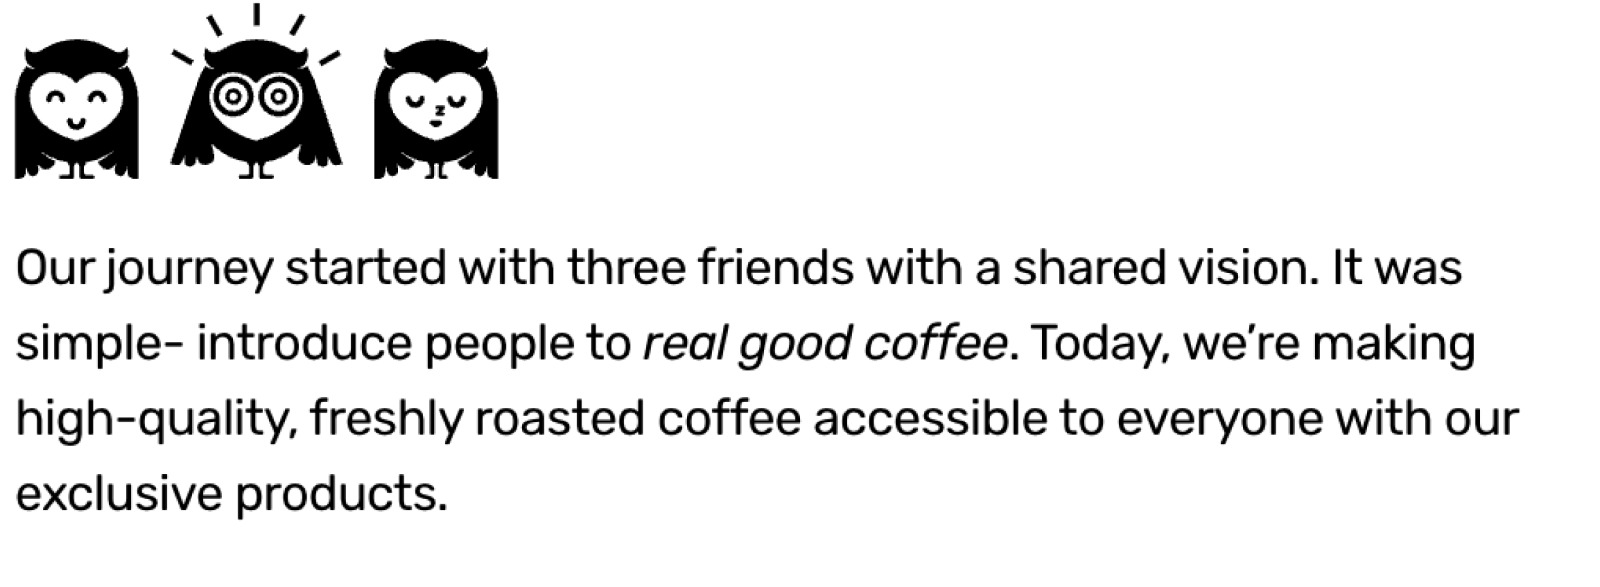 z
Our journey started with three friends with a shared vision. It was
simple- introduce people to real good coffee. Today, we’re making
high-quality, freshly roasted coffee accessible to everyone with our
exclusive products.